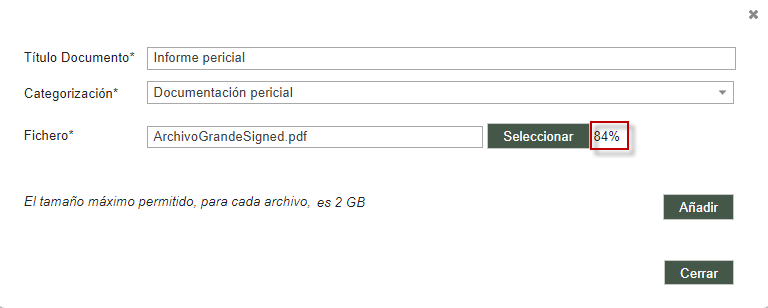 Título Documento* Informe pericial
Categorización* Documentación pericial
Fichero* ArchivoGrandeSigned.pdf Seleccionar 84%
El tamaño máximo permitido, para cada archivo, es 2 GB
Añadir
Cerrar